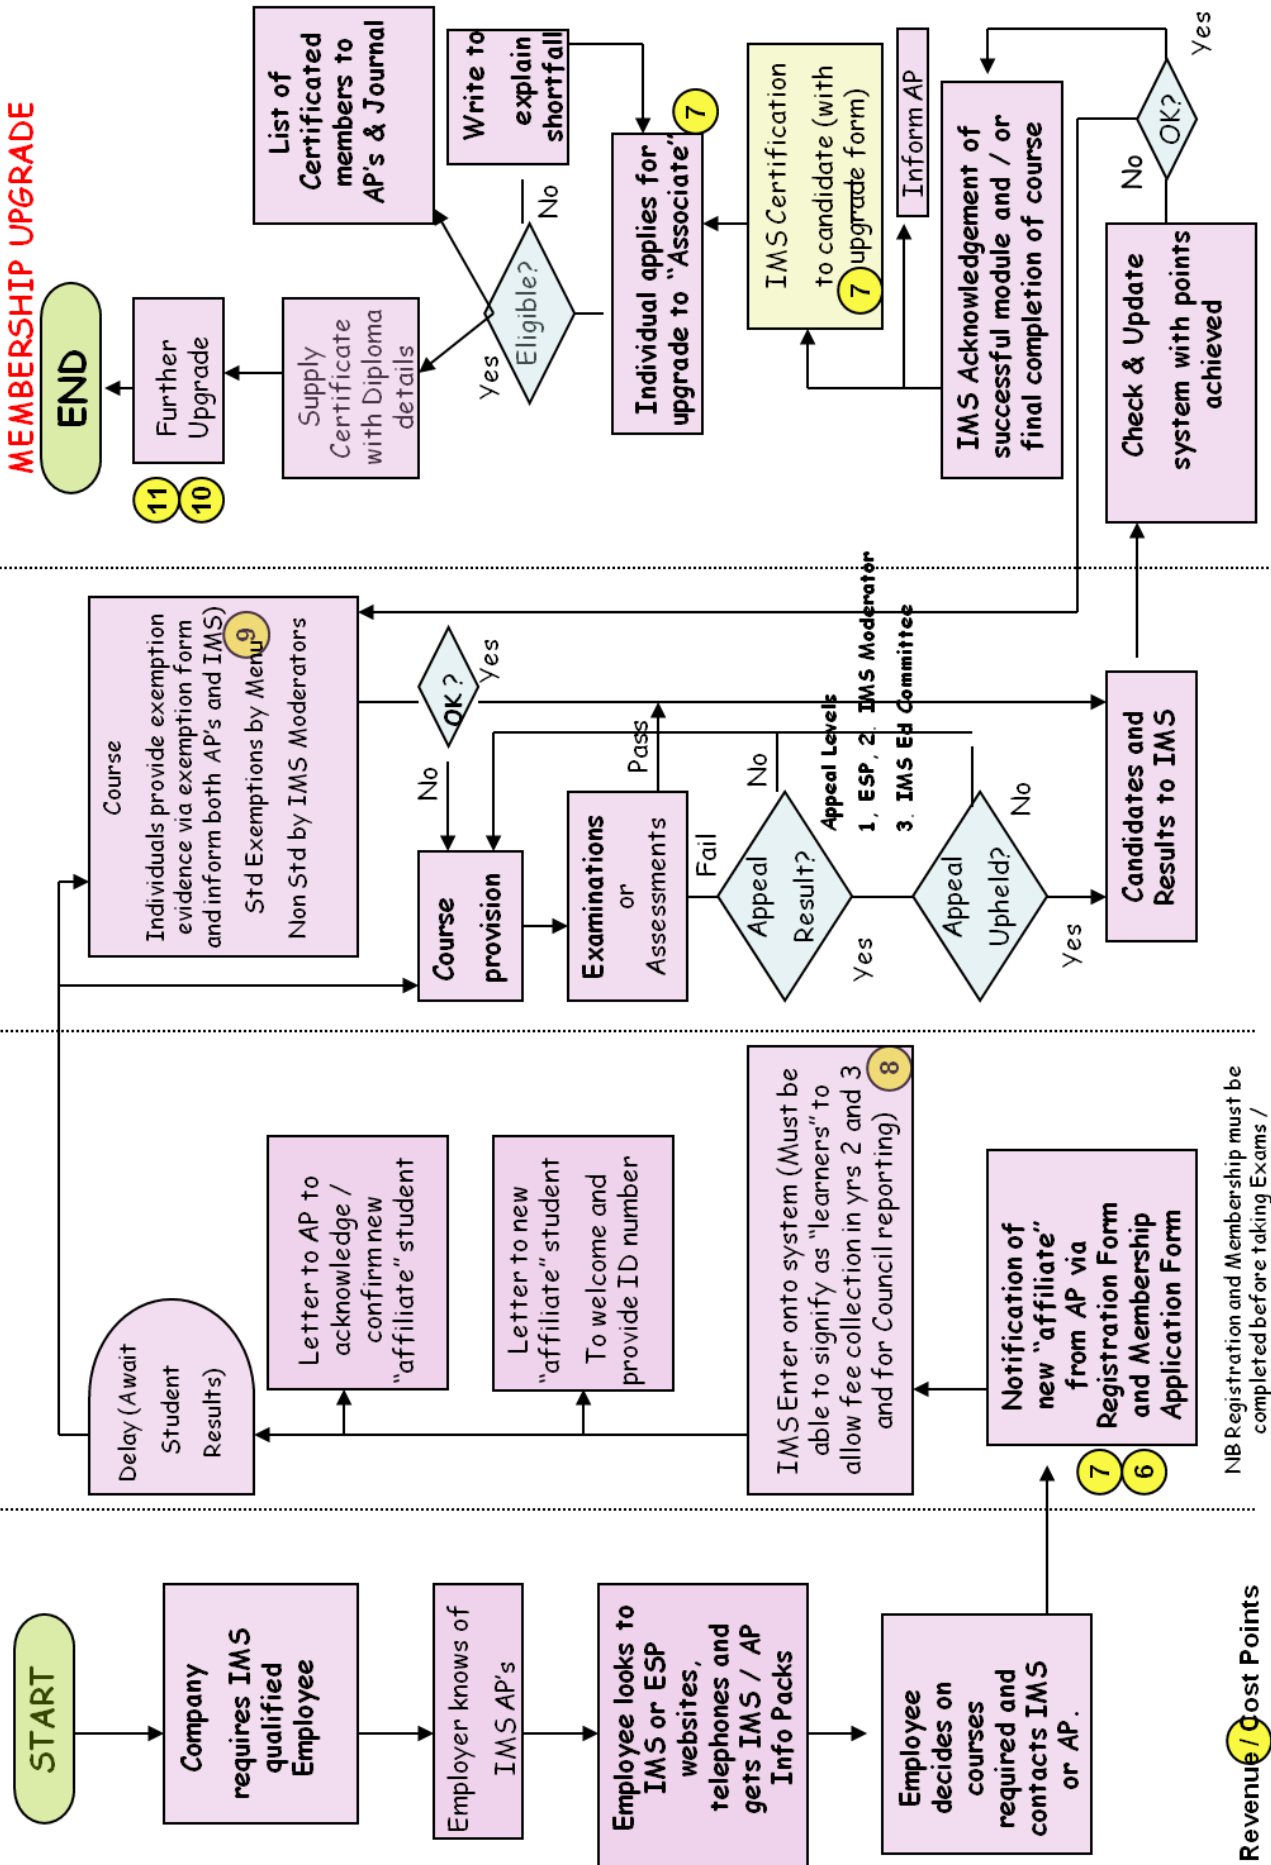 MEMBERSHIP UPGRADE
START
Company
requires IMS
qualified
Employee
Employer knows of
IMS AP's
Employee looks to
IMS or ESP
websites,
telephones and
gets IMS / AP
Info Packs
Employee
decides on
courses
required and
contacts IMS
or AP.
Revenue / Cost Points
Delay (Await
Student
Results)
Letter to AP to
acknowledge /
confirm new
"affiliate" student
Letter to new
"affiliate" student
To welcome and
provide ID number
IMS Enter onto system (Must be
able to signify as "learners" to
allow fee collection in yrs 2 and 3
and for Council reporting)
8
Notification of
new "affiliate"
from AP via
Registration Form
and Membership
Application Form
7
6
NB Registration and Membership must be
completed before taking Exams /
Course
Individuals provide exemption
evidence via exemption form
and inform both AP's and IMS)
Std Exemptions by Menu
9
Non Std by IMS Moderators
OK?
No
Yes
Course
provision
Examinations
or
Assessments
Pass
Fail
Appeal
Result?
No
Yes
Appeal Levels
1, ESP, 2. IMS Moderator
3. IMS Ed Committee
Appeal
Upheld?
No
Yes
Candidates and
Results to IMS
END
Further
Upgrade
11
10
Supply
Certificate
with Diploma
details
List of
Certificated
members to
AP's & Journal
Yes
Eligible?
No
Write to
explain
shortfall
Individual applies for
upgrade to "Associate"
7
IMS Certification
to candidate (with
upgrade form)
7
Inform AP
IMS Acknowledgement of
successful module and / or
final completion of course
Check & Update
system with points
achieved
No
OK?
Yes